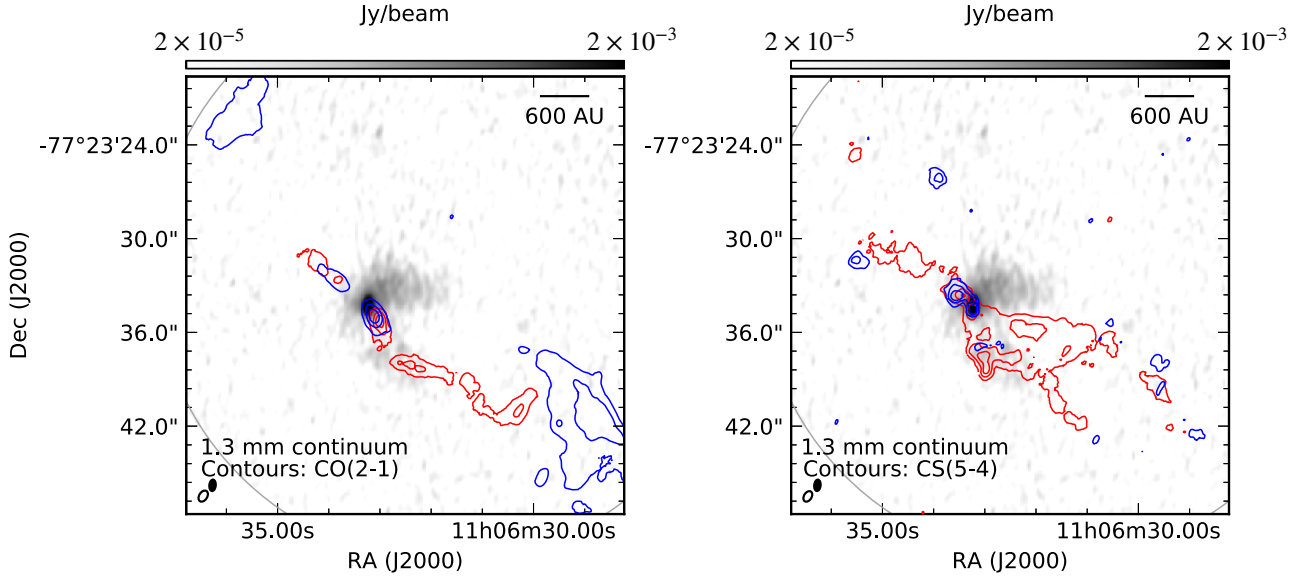 Jy/beam
2 × 10⁻⁵ 2 × 10⁻³
600 AU
-77°23'24.0"
30.0"
36.0"
42.0"
Dec (J2000)
1.3 mm continuum
Contours: CO(2-1)
35.00s 11h06m30.00s
RA (J2000)
Jy/beam
2 × 10⁻⁵ 2 × 10⁻³
600 AU
-77°23'24.0"
30.0"
36.0"
42.0"
1.3 mm continuum
Contours: CS(5-4)
35.00s 11h06m30.00s
RA (J2000)